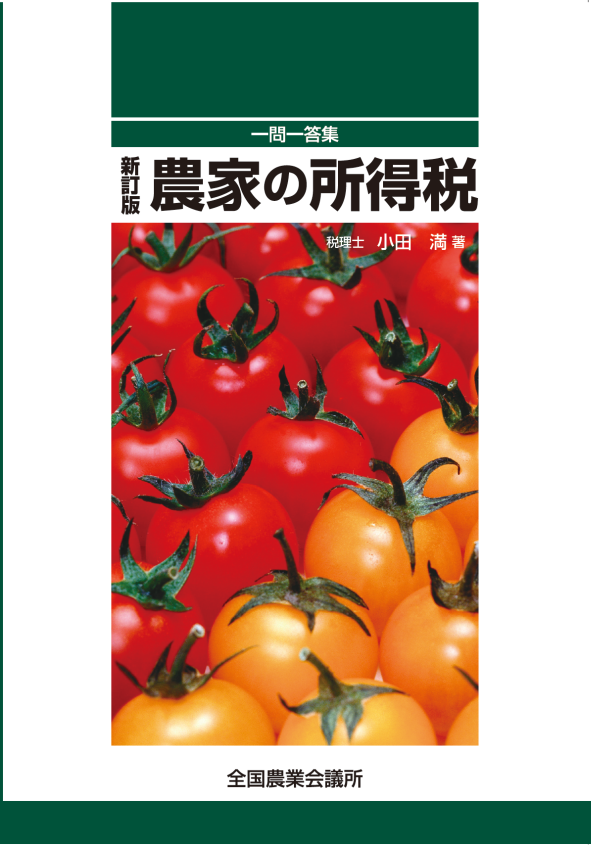 一問一答集
新訂版 農家の所得税
税理士 小田 満 著
全国農業会議所